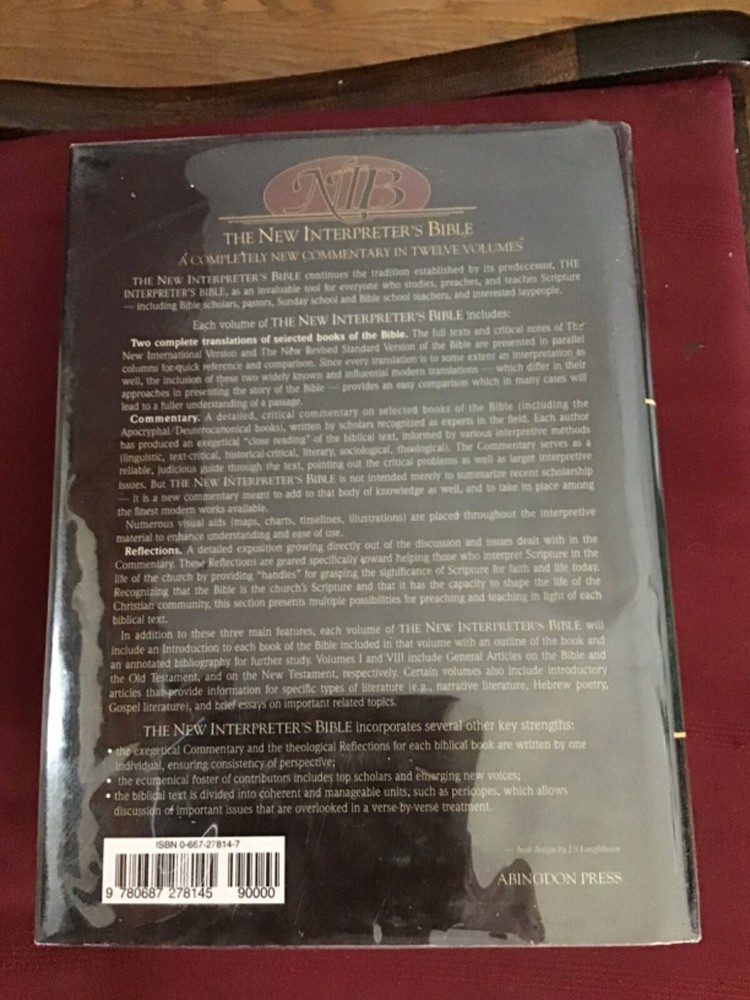 NIB
THE NEW INTERPRETER'S BIBLE
A COMPLETELY NEW COMMENTARY IN TWELVE VOLUMES
THE NEW INTERPRETER'S BIBLE continues the tradition established by its predecessor, THE
INTERPRETER'S BIBLE, as an invaluable tool for everyone who studies, preaches, and teaches Scripture
— including Bible scholars, pastors, Sunday school and Bible school teachers, and interested laypeople.
Each volume of THE NEW INTERPRETER'S BIBLE includes:
Two complete translations of selected books of the Bible. The full texts and critical notes of The
New International Version and The New Revised Standard Version of the Bible are presented in parallel
columns for quick reference and comparison. Since every translation is to some extent an interpretation as
well, the inclusion of these two widely known and influential modern translations — which differ in their
approaches in presenting the story of the Bible — provides an easy comparison which in many cases will
lead to a fuller understanding of a passage.
Commentary. A detailed, critical commentary on selected books of the Bible (including the
Apocryphal/Deuterocanonical books), written by scholars recognized as experts in the field. Each author
has produced an exegetical "close reading" of the biblical text, informed by various interpretive methods
(linguistic, text-critical, historical-critical, literary, sociological, theological). The Commentary serves as a
reliable, judicious guide through the text, pointing out the critical problems as well as larger interpretive
issues. But THE NEW INTERPRETER'S BIBLE is not intended merely to summarize recent scholarship
— it is a new commentary meant to add to that body of knowledge as well, and to take its place among
the finest modern works available.
Numerous visual aids (maps, charts, timelines, illustrations) are placed throughout the interpretive
material to enhance understanding and ease of use.
Reflections. A detailed exposition growing directly out of the discussion and issues dealt with in the
Commentary. These Reflections are geared specifically toward helping those who interpret Scripture in the
life of the church by providing "handles" for grasping the significance of Scripture for faith and life today.
Recognizing that the Bible is the church's Scripture and that it has the capacity to shape the life of the
Christian community, this section presents multiple possibilities for preaching and teaching in light of each
biblical text.
In addition to these three main features, each volume of THE NEW INTERPRETER'S BIBLE will
include an Introduction to each book of the Bible included in that volume with an outline of the book and
an annotated bibliography for further study. Volumes I and VIII include General Articles on the Bible and
the Old Testament, and on the New Testament, respectively. Certain volumes also include introductory
articles that provide information for specific types of literature (e.g., narrative literature, Hebrew poetry,
Gospel literature), and brief essays on important related topics.
THE NEW INTERPRETER'S BIBLE incorporates several other key strengths:
• the exegetical Commentary and the theological Reflections for each biblical book are written by one
individual, ensuring consistency of perspective;
• the ecumenical roster of contributors includes top scholars and emerging new voices;
• the biblical text is divided into coherent and manageable units, such as pericopes, which allows
discussion of important issues that are overlooked in a verse-by-verse treatment.
ISBN 0-687-27814-7
9 780687 278145 90000
— book design by J.S. Laughbaum
ABINGDON PRESS